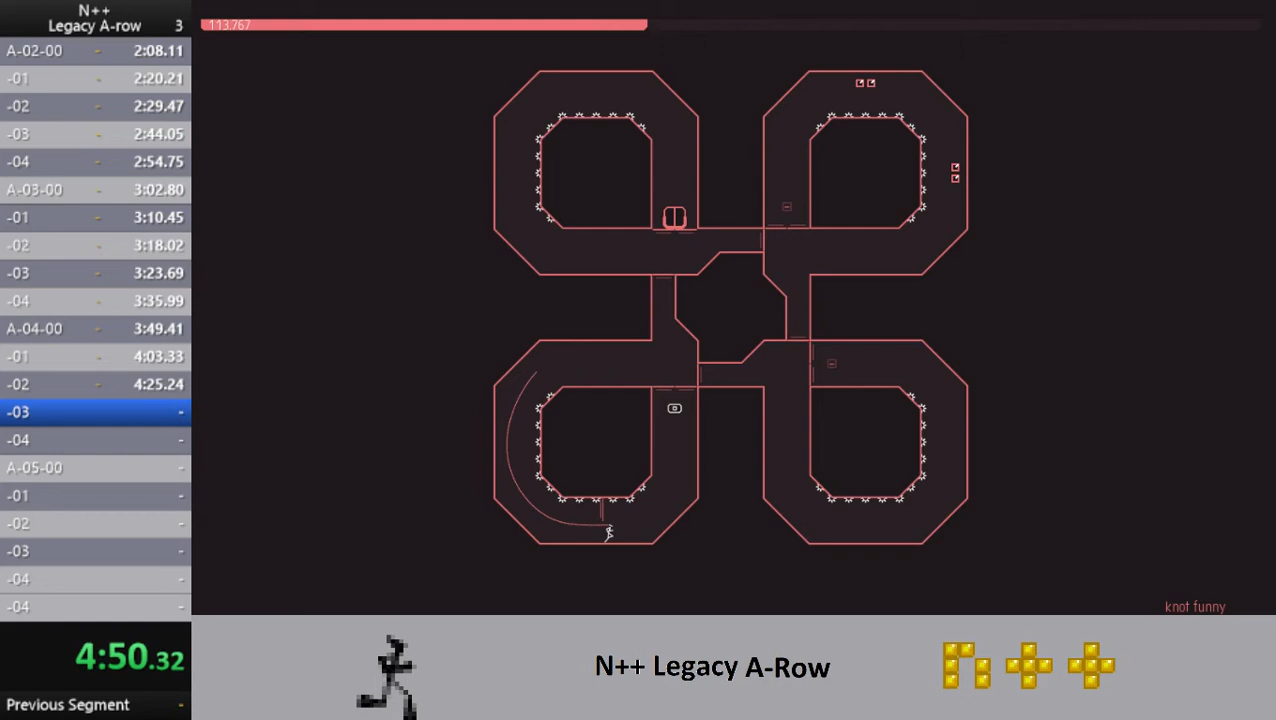 N++
Legacy A-row 3
A-02-00 - 2:08.11
-01 - 2:20.21
-02 - 2:29.47
-03 - 2:44.05
-04 - 2:54.75
A-03-00 - 3:02.80
-01 - 3:10.45
-02 - 3:18.02
-03 - 3:23.69
-04 - 3:35.99
A-04-00 - 3:49.41
-01 - 4:03.33
-02 - 4:25.24
-03 -
-04 -
A-05-00 -
-01 -
-02 -
-03 -
-04 -
-04 -
4:50.32
Previous Segment -
113.767
knot funny
N++ Legacy A-Row
n++